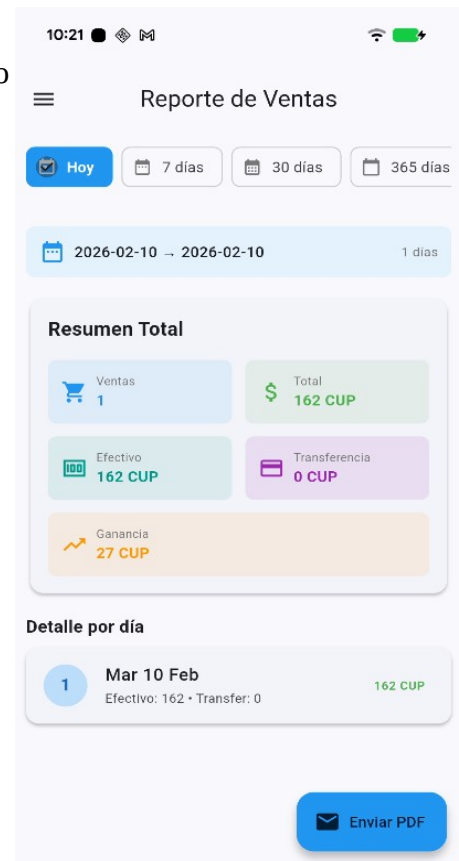 10:21
o
Reporte de Ventas
Hoy 7 días 30 días 365 días
2026-02-10 → 2026-02-10 1 días
Resumen Total
Ventas
1
Total
162 CUP
Efectivo
162 CUP
Transferencia
0 CUP
Ganancia
27 CUP
Detalle por día
1
Mar 10 Feb
Efectivo: 162 • Transfer: 0
162 CUP
Enviar PDF